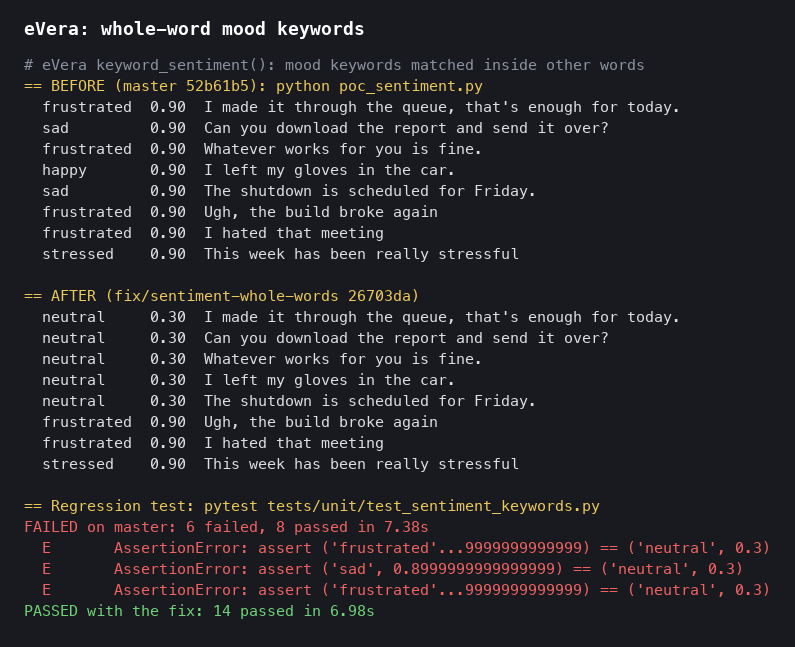 eVera: whole-word mood keywords
# eVera keyword_sentiment(): mood keywords matched inside other words
== BEFORE (master 52b61b5): python poc_sentiment.py
  frustrated  0.90  I made it through the queue, that's enough for today.
  sad         0.90  Can you download the report and send it over?
  frustrated  0.90  Whatever works for you is fine.
  happy       0.90  I left my gloves in the car.
  sad         0.90  The shutdown is scheduled for Friday.
  frustrated  0.90  Ugh, the build broke again
  frustrated  0.90  I hated that meeting
  stressed    0.90  This week has been really stressful
== AFTER (fix/sentiment-whole-words 26703da)
  neutral     0.30  I made it through the queue, that's enough for today.
  neutral     0.30  Can you download the report and send it over?
  neutral     0.30  Whatever works for you is fine.
  neutral     0.30  I left my gloves in the car.
  neutral     0.30  The shutdown is scheduled for Friday.
  frustrated  0.90  Ugh, the build broke again
  frustrated  0.90  I hated that meeting
  stressed    0.90  This week has been really stressful
== Regression test: pytest tests/unit/test_sentiment_keywords.py
FAILED on master: 6 failed, 8 passed in 7.38s
  E       AssertionError: assert ('frustrated'...9999999999999) == ('neutral', 0.3)
  E       AssertionError: assert ('sad', 0.8999999999999999) == ('neutral', 0.3)
  E       AssertionError: assert ('frustrated'...9999999999999) == ('neutral', 0.3)
PASSED with the fix: 14 passed in 6.98s